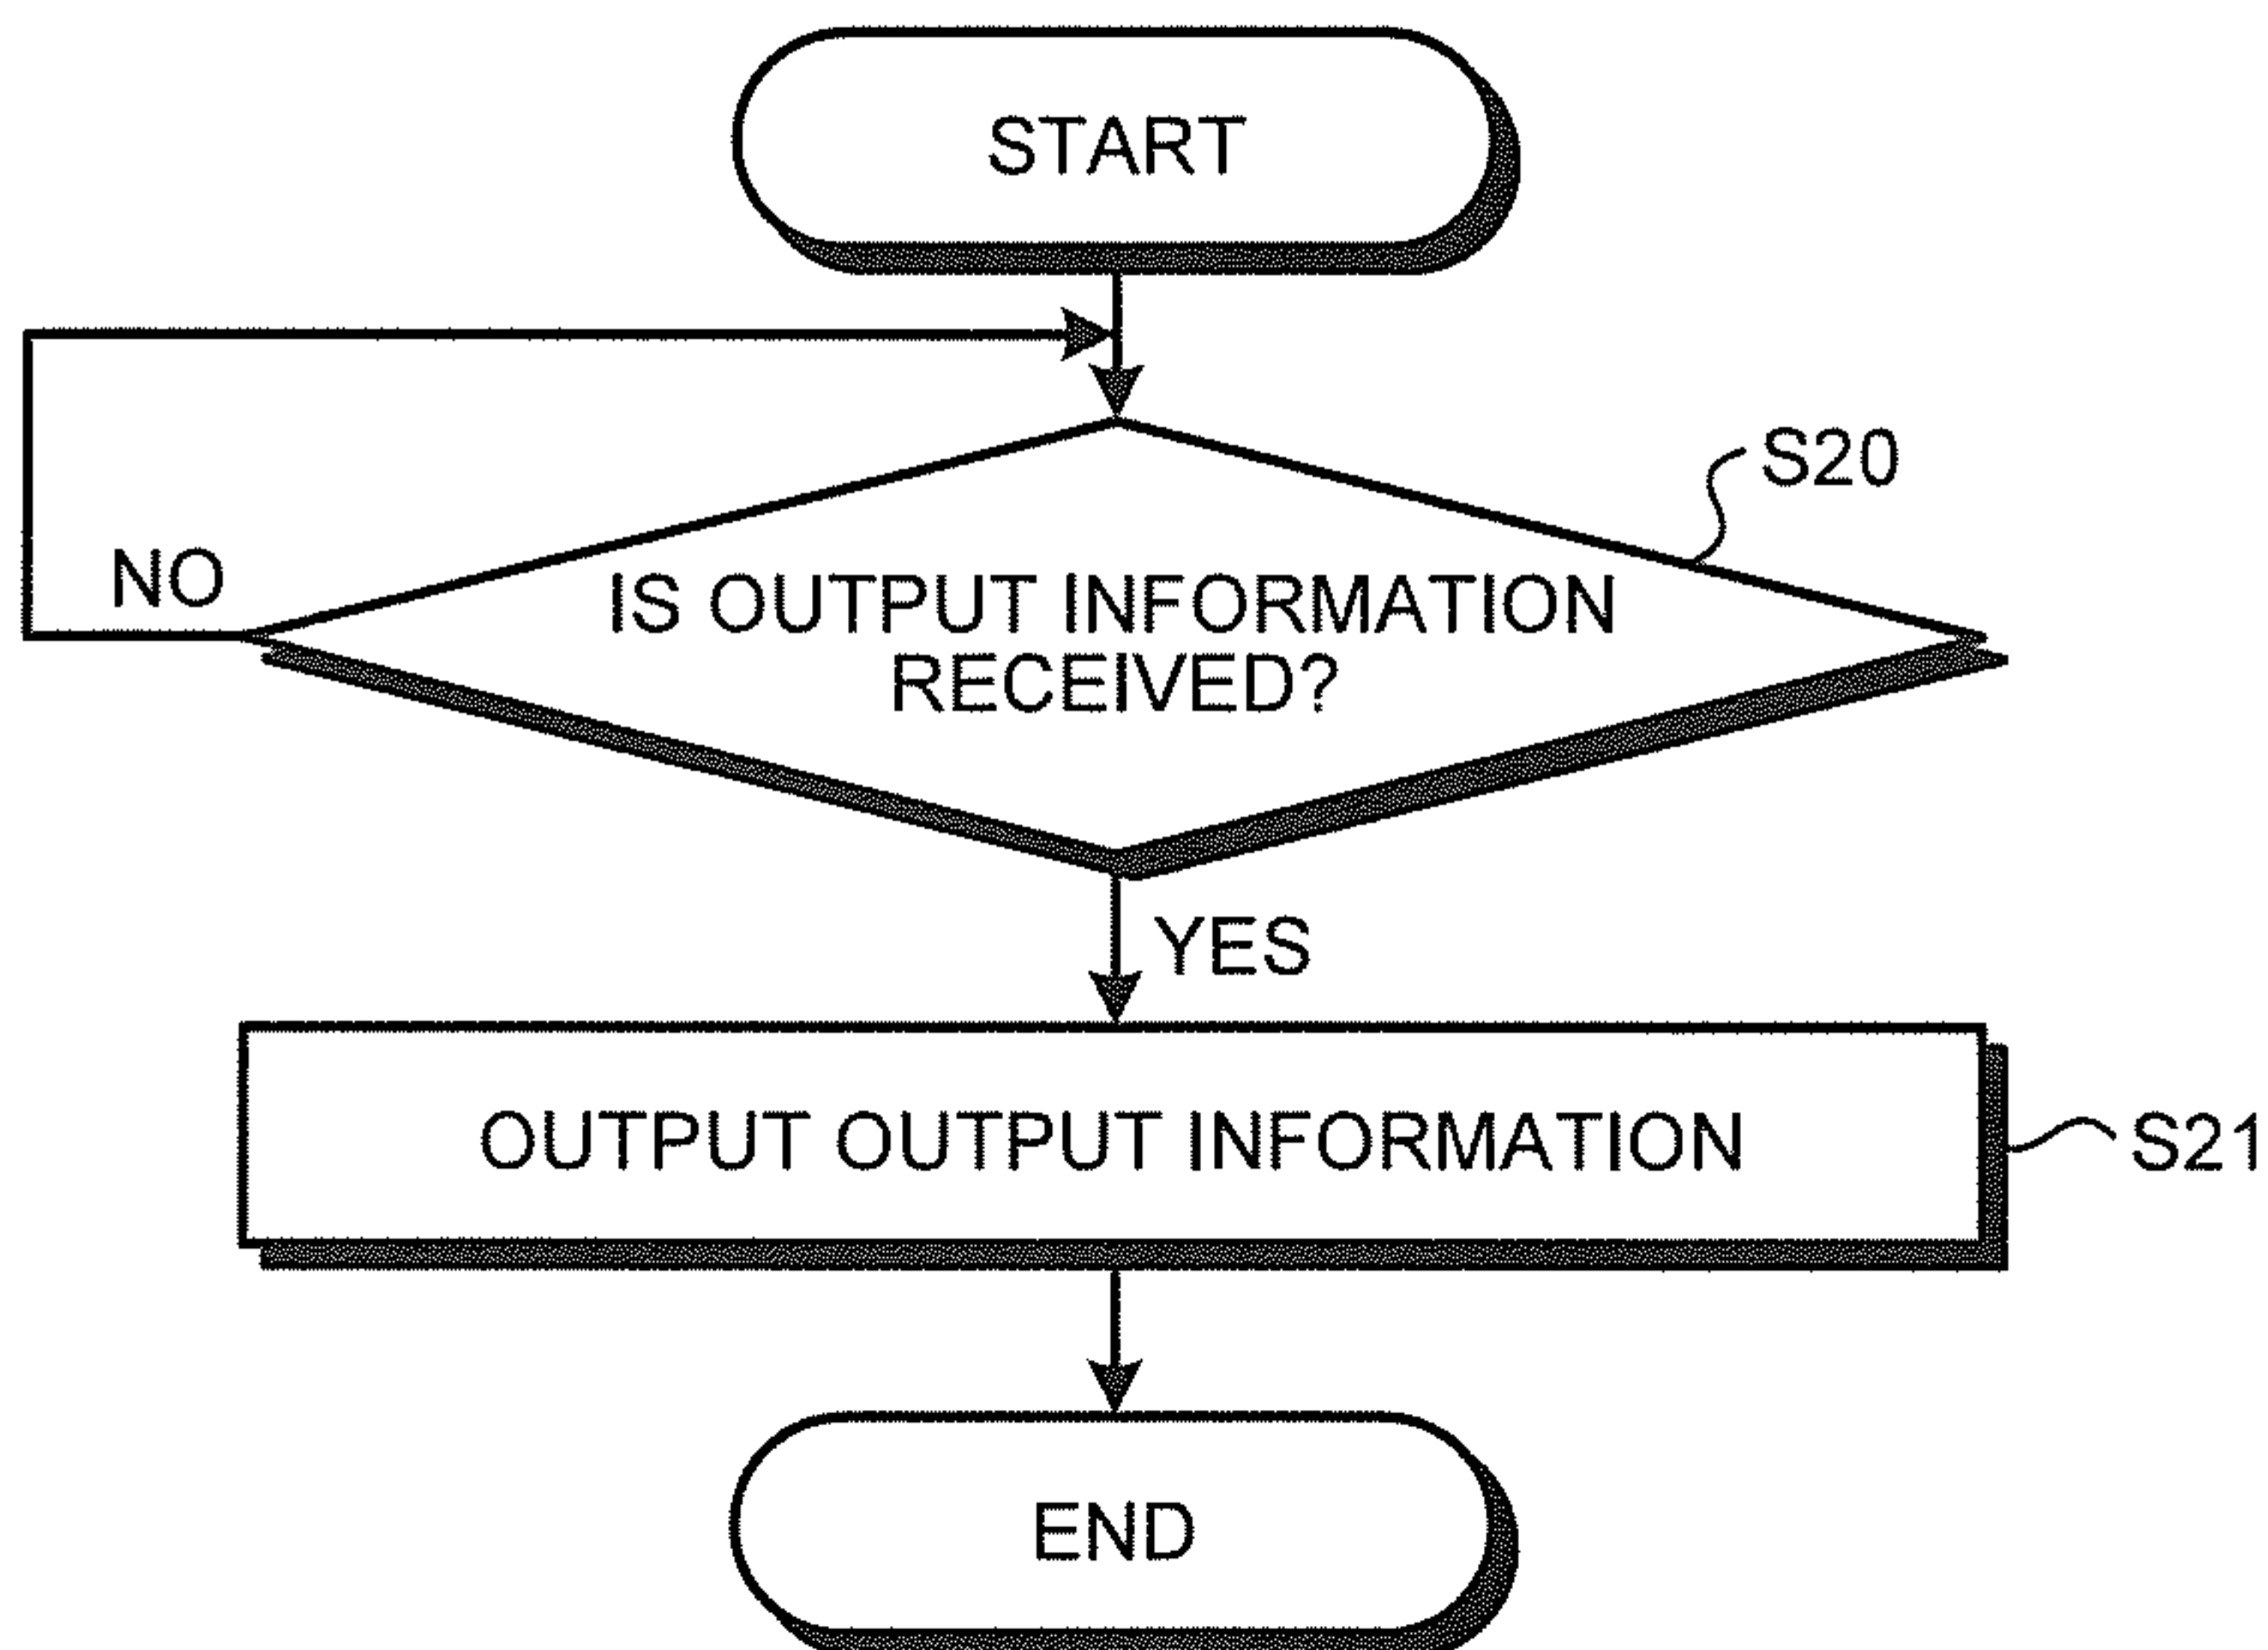 START
S20
NO
IS OUTPUT INFORMATION
RECEIVED?
YES
OUTPUT OUTPUT INFORMATION
S21
END